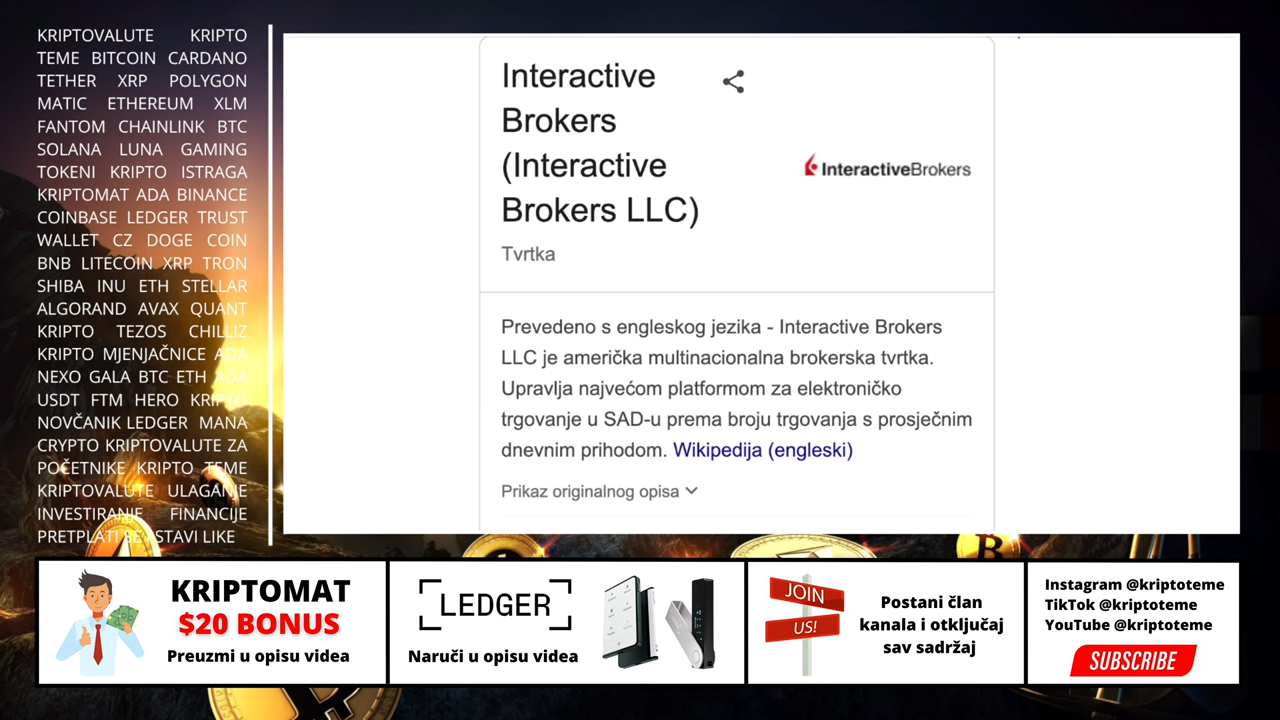 KRIPTOVALUTE KRIPTO
TEME BITCOIN CARDANO
TETHER XRP POLYGON
MATIC ETHEREUM XLM
FANTOM CHAINLINK BTC
SOLANA LUNA GAMING
TOKENI KRIPTO ISTRAGA
KRIPTOMAT ADA BINANCE
COINBASE LEDGER TRUST
WALLET CZ DOGE COIN
BNB LITECOIN XRP TRON
SHIBA INU ETH STELLAR
ALGORAND AVAX QUANT
KRIPTO TEZOS CHILLIZ
KRIPTO MJENJAČNICE ADA
NEXO GALA BTC ETH ADA
USDT FTM HERO KRIPTO
NOVČANIK LEDGER MANA
CRYPTO KRIPTOVALUTE ZA
POČETNIKE KRIPTO TEME
KRIPTOVALUTE ULAGANJE
INVESTIRANJE FINANCIJE
PRETPLATI SE OSTAVI LIKE
Interactive
Brokers
(Interactive
Brokers LLC)
Tvrtka
InteractiveBrokers
Prevedeno s engleskog jezika - Interactive Brokers
LLC je američka multinacionalna brokerska tvrtka.
Upravlja najvećom platformom za elektroničko
trgovanje u SAD-u prema broju trgovanja s prosječnim
dnevnim prihodom. Wikipedija (engleski)
Prikaz originalnog opisa
KRIPTOMAT
$20 BONUS
Preuzmi u opisu videa
LEDGER
Naruči u opisu videa
JOIN
US!
Postani član
kanala i otključaj
sav sadržaj
Instagram @kriptoteme
TikTok @kriptoteme
YouTube @kriptoteme
SUBSCRIBE